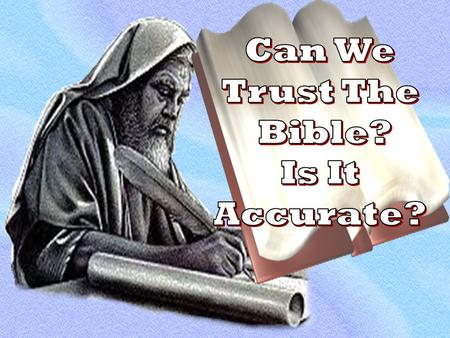 Can We
Trust The
Bible?
Is It
Accurate?